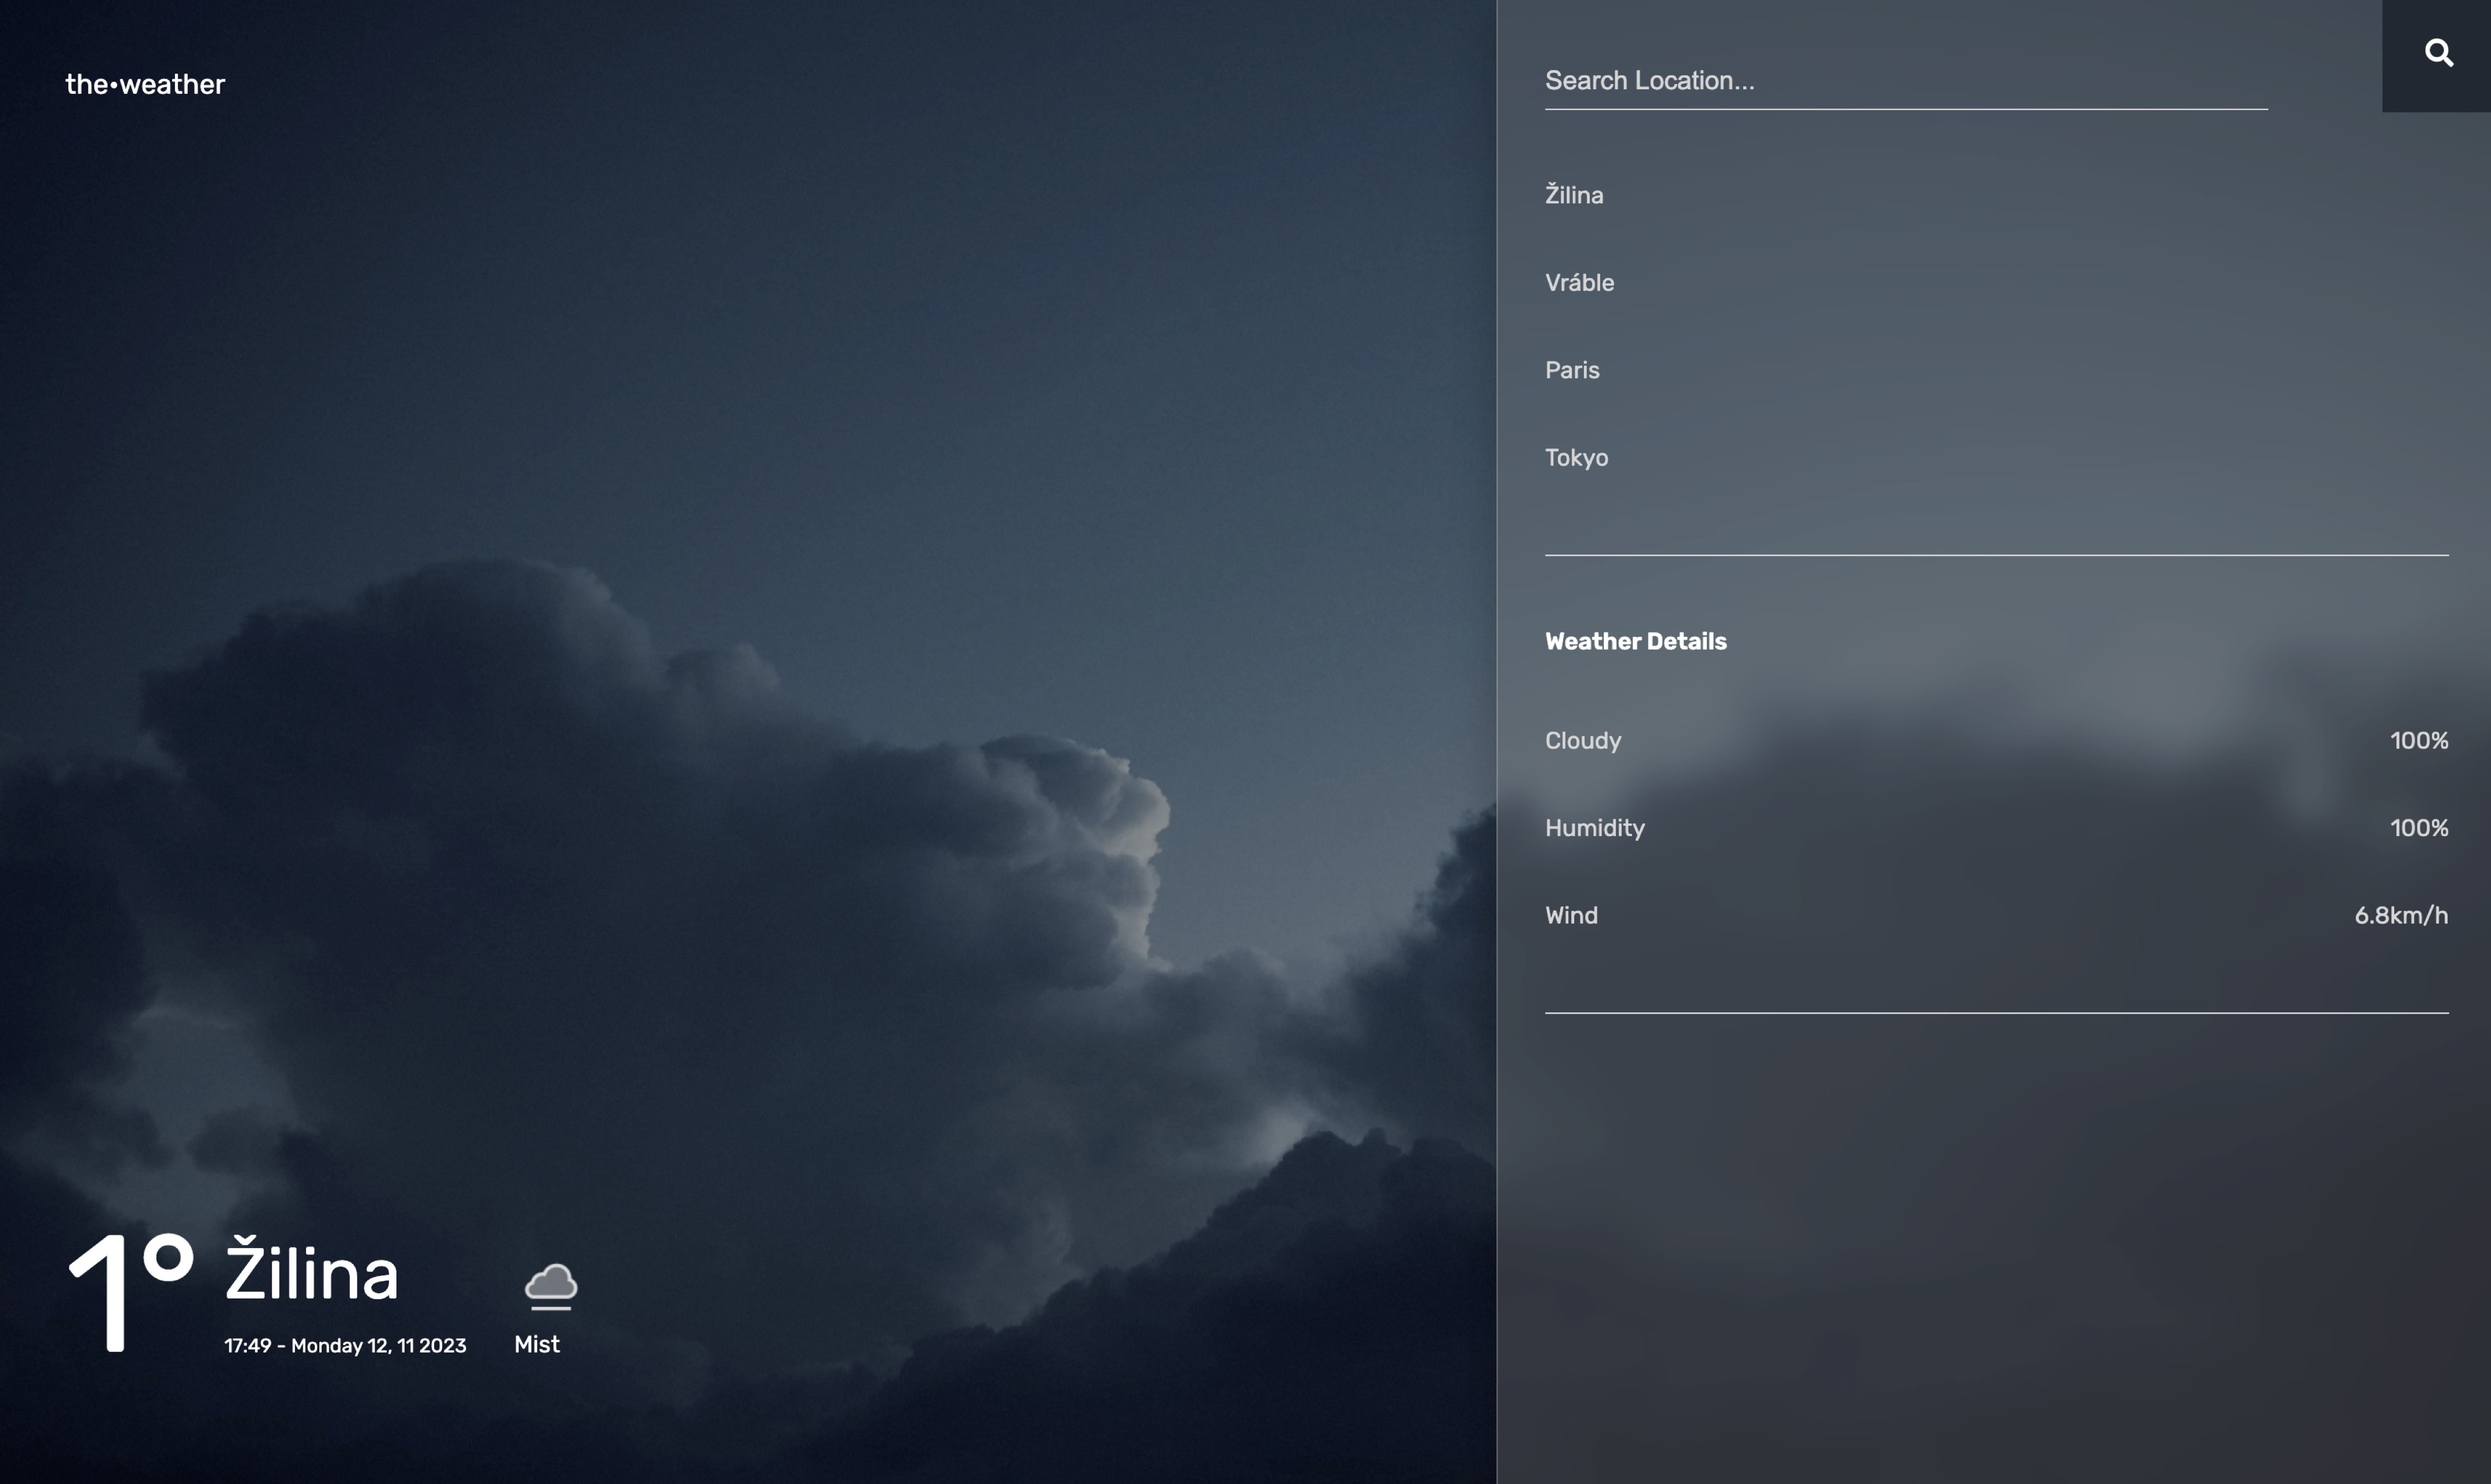 the•weather
Search Location...
Žilina
Vráble
Paris
Tokyo
Weather Details
Cloudy 100%
Humidity 100%
Wind 6.8km/h
1° Žilina
17:49 - Monday 12, 11 2023
Mist